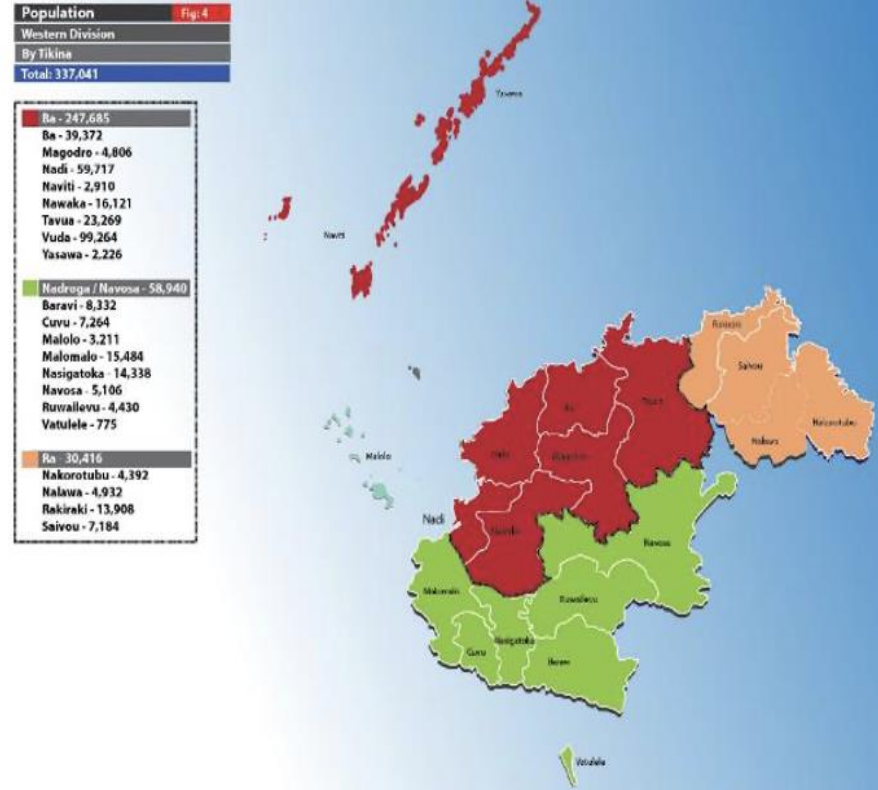 Population Fig: 4
Western Division
By Tikina
Total: 337,041
Ba - 247,685
Ba - 39,372
Magodro - 4,806
Nadi - 59,717
Naviti - 2,910
Nawaka - 16,121
Tavua - 23,269
Vuda - 99,264
Yasawa - 2,226
Nadroga / Navosa - 58,940
Baravi - 8,332
Cuvu - 7,264
Malolo - 3.211
Malomalo - 15,484
Nasigatoka - 14,338
Navosa - 5,106
Ruwailevu - 4,430
Vatulele - 775
Ra - 30,416
Nakorotubu - 4,392
Nalawa - 4,932
Rakiraki - 13,908
Saivou - 7,184
Yasawa
Naviti
Saivou
Nakorotubu
Nalawa
Malolo
Nadi
Navosa
Malomalo
Ruwailevu
Nasigatoka
Cuvu
Vatulele